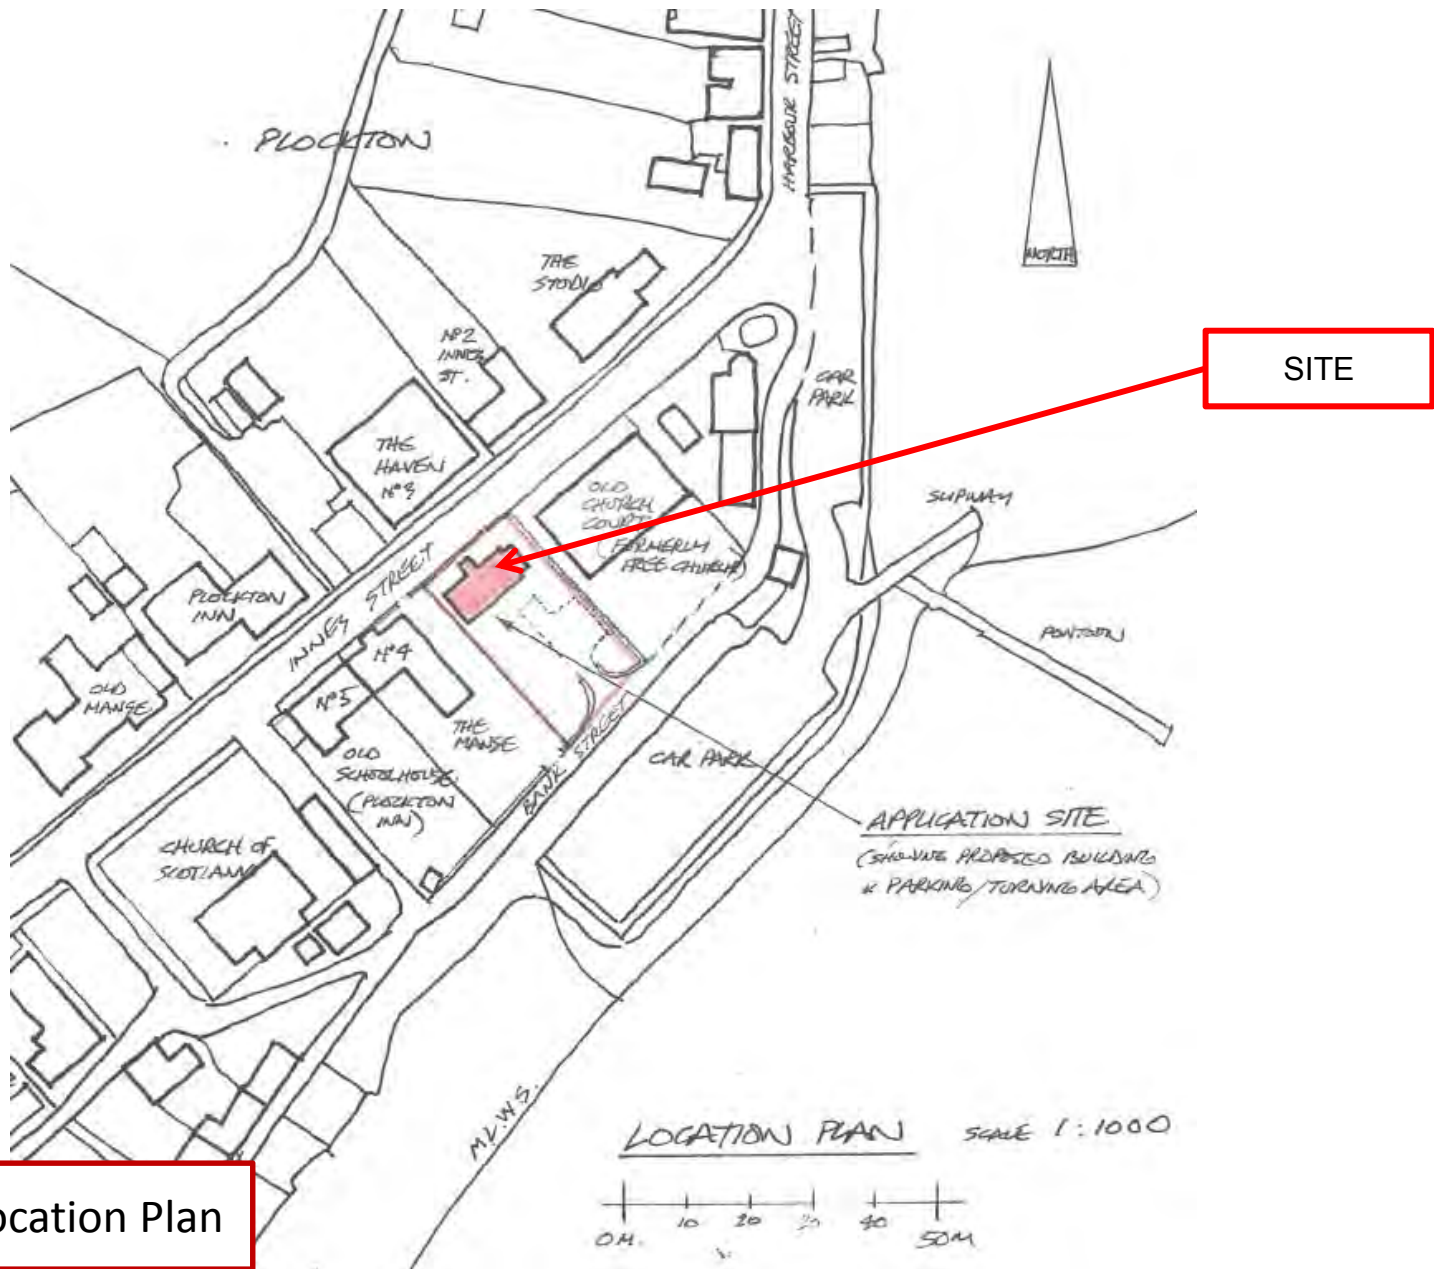 PLOCKTON
HARBOUR STREET
NORTH
THE
STUDIO
Nº2
INNES
ST.
SITE
CAR
PARK
THE
HAVEN
Nº3
OLD
CHURCH
COURT
(FORMERLY
FREE CHURCH)
SLIPWAY
PLOCKTON
INN
INNES STREET
PONTOON
Nº4
OLD
MANSE
Nº5
THE
MANSE
OLD
SCHOOLHOUSE
(PLOCKTON
INN)
BANK STREET
CAR PARK
APPLICATION SITE
(SHOWING PROPOSED BUILDING
& PARKING/TURNING AREA)
CHURCH OF
SCOTLAND
M.L.W.S.
LOCATION PLAN SCALE 1:1000
ocation Plan
0M. 10 20 30 40 50M